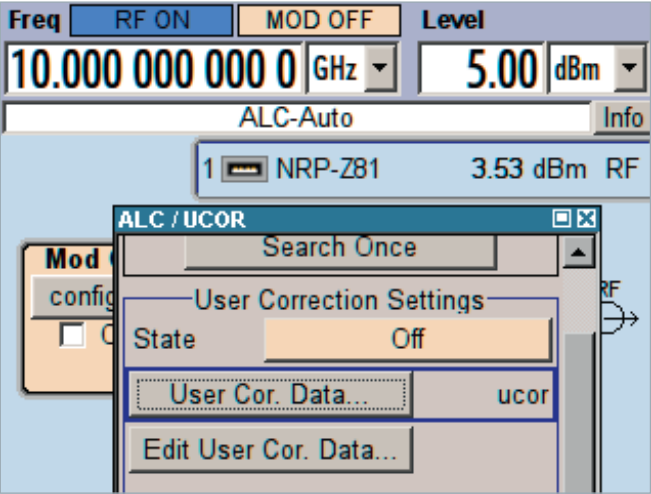 Freq RF ON MOD OFF Level
10.000 000 000 0 GHz 5.00 dBm
ALC-Auto Info
1 NRP-Z81 3.53 dBm RF
ALC / UCOR
Search Once
Mod
config
User Correction Settings
RF
State Off
User Cor. Data... ucor
Edit User Cor. Data...